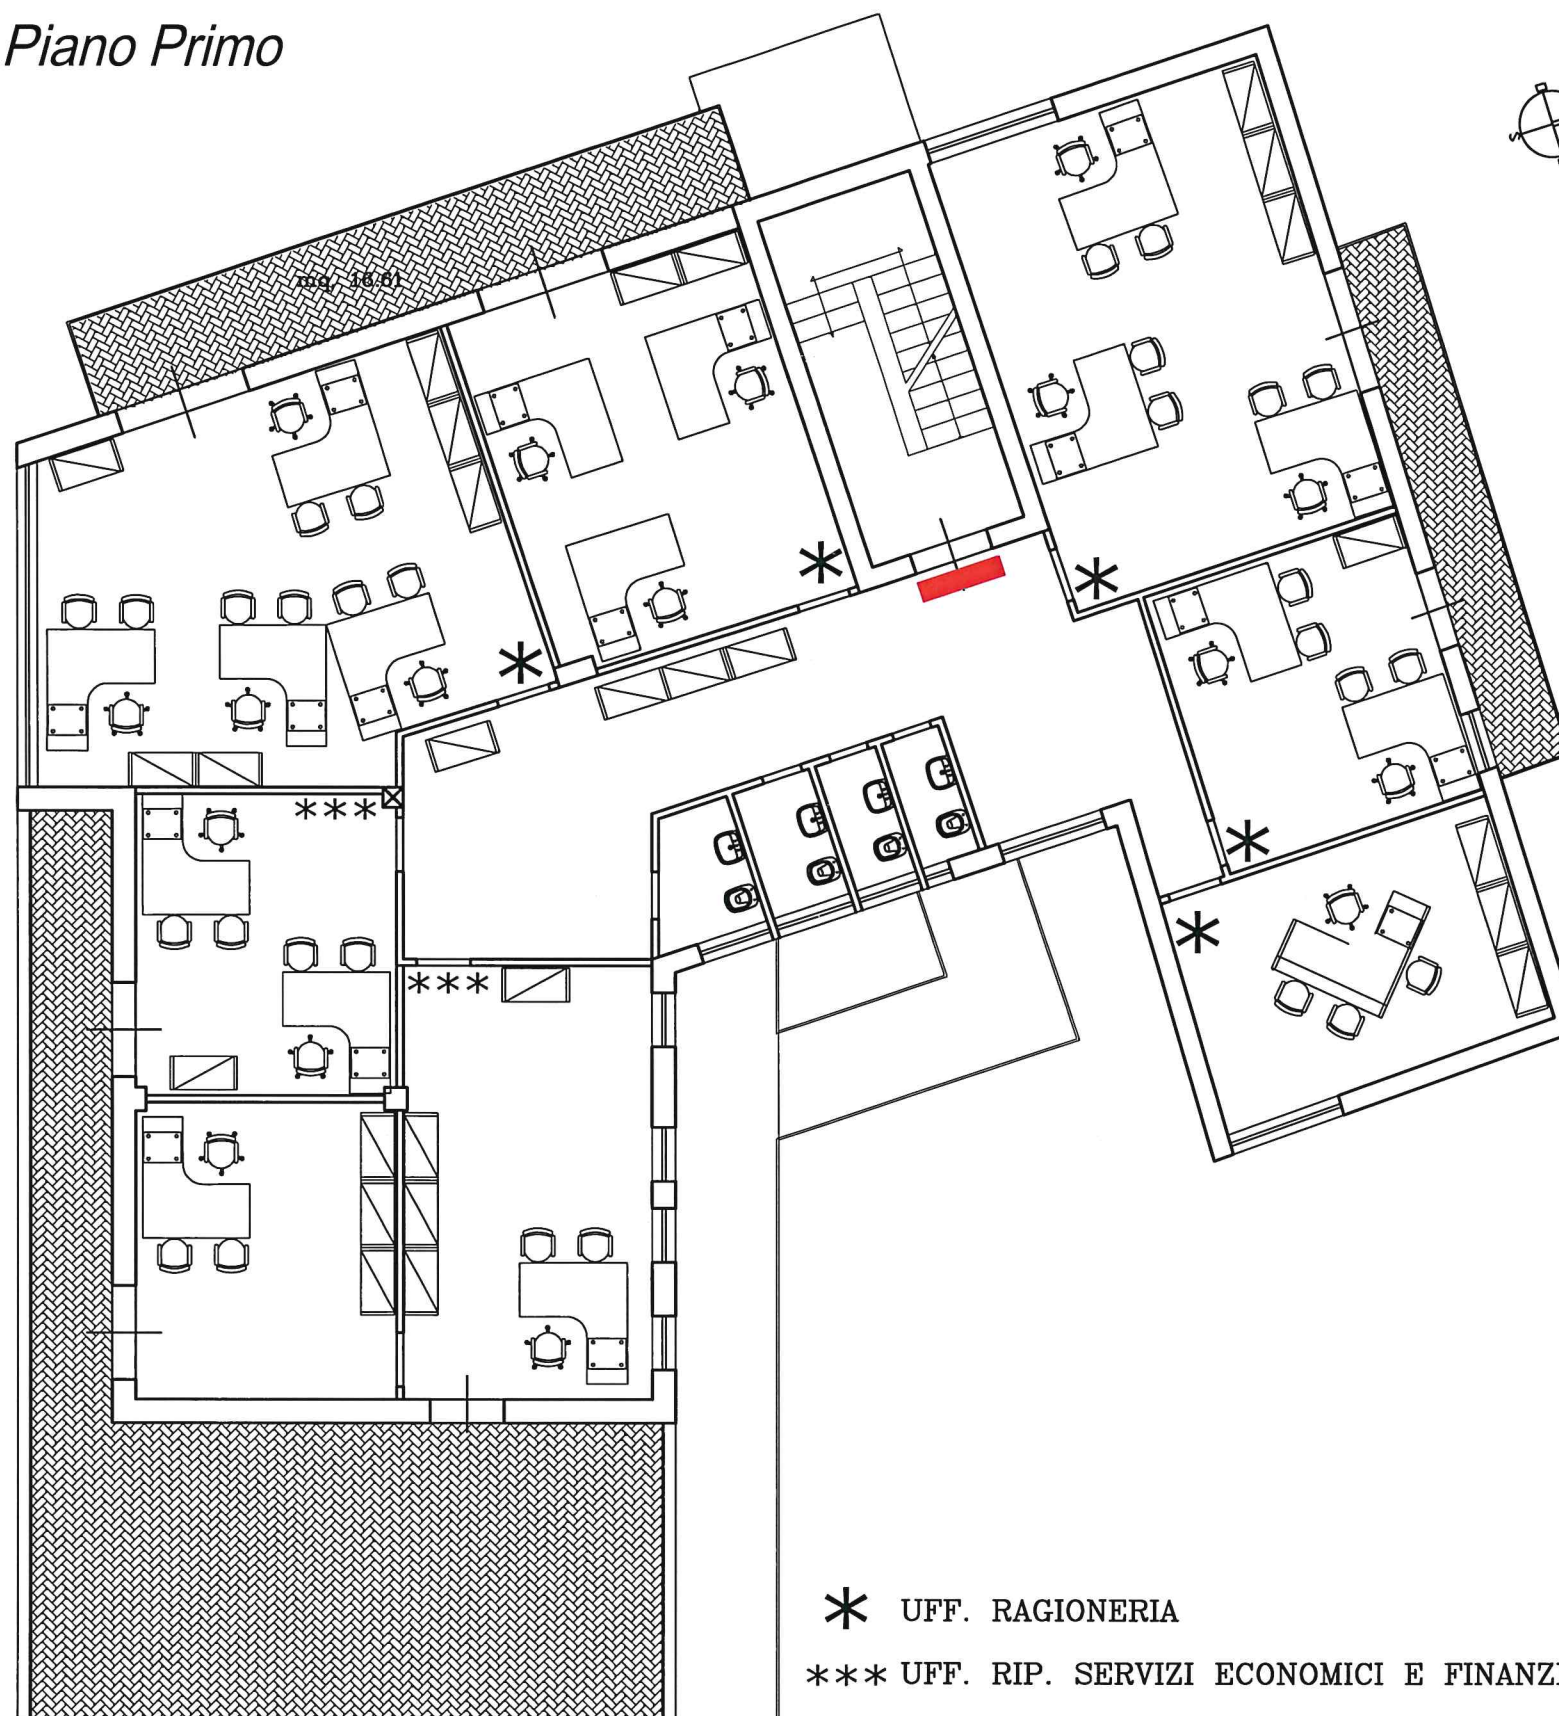 Piano Primo
S
mq. 16.61
*
*
*
***
*
*
***
* UFF. RAGIONERIA
*** UFF. RIP. SERVIZI ECONOMICI E FINANZI